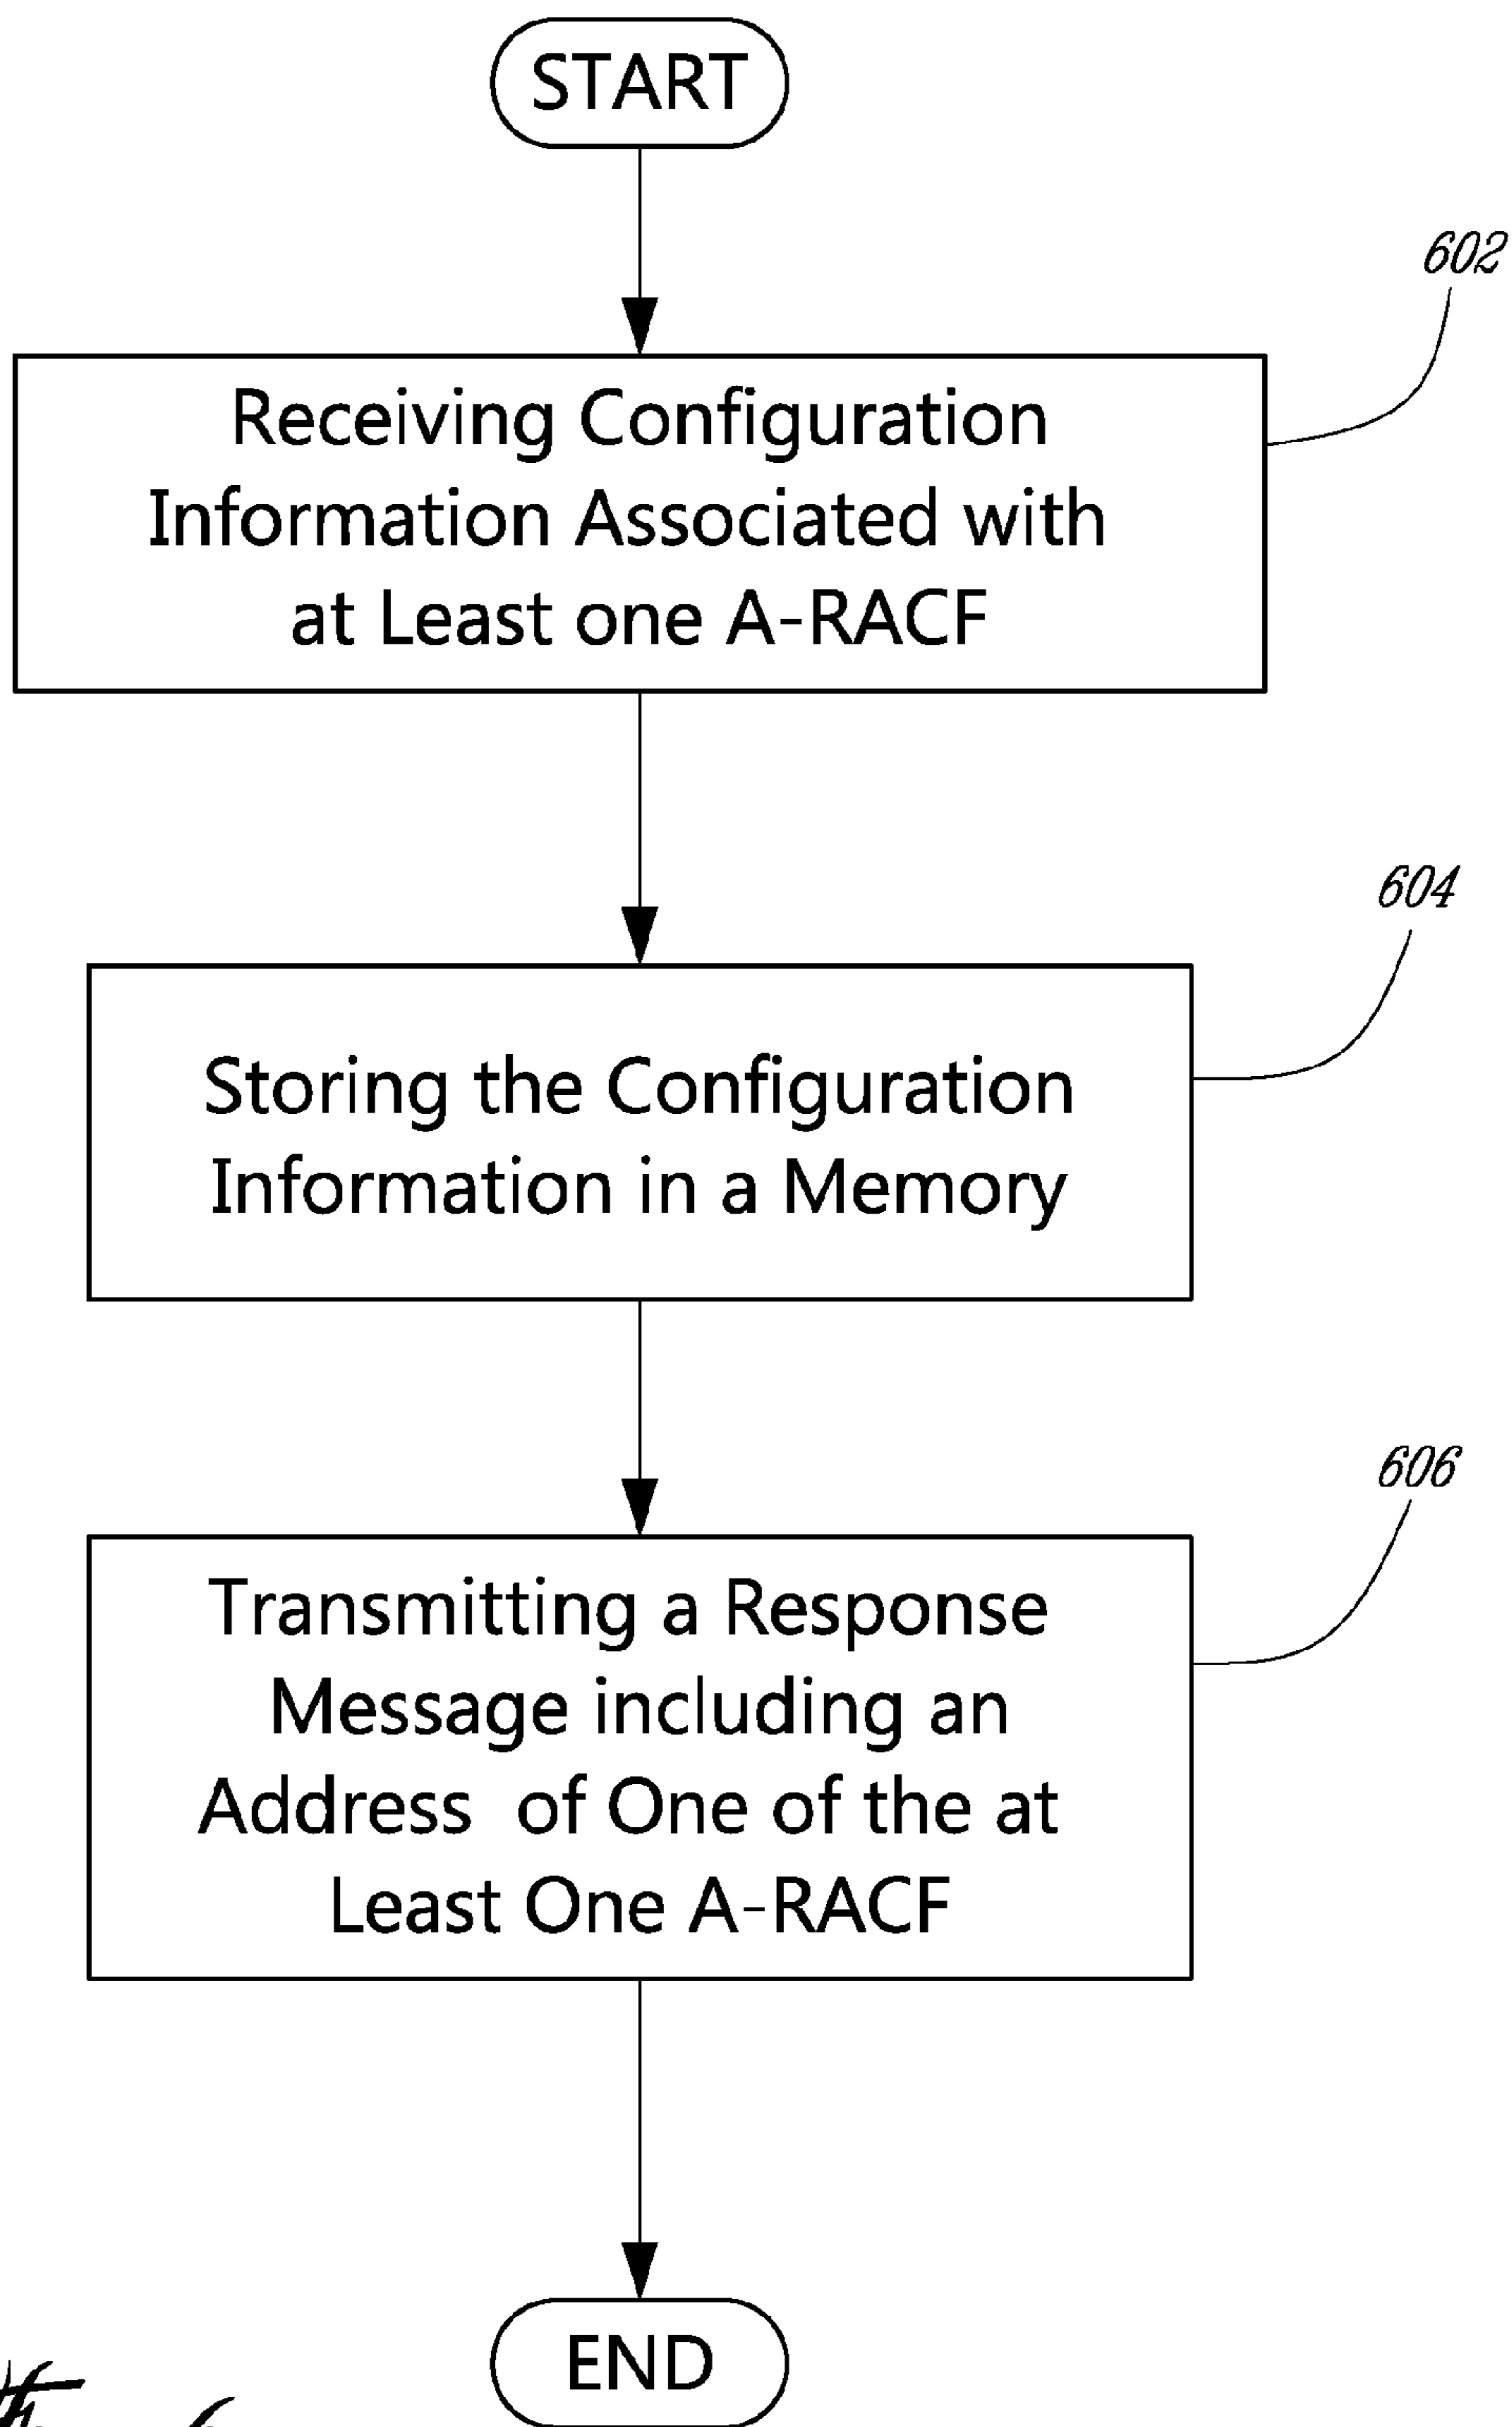 START
602
Receiving Configuration
Information Associated with
at Least one A-RACF
604
Storing the Configuration
Information in a Memory
606
Transmitting a Response
Message including an
Address of One of the at
Least One A-RACF
END